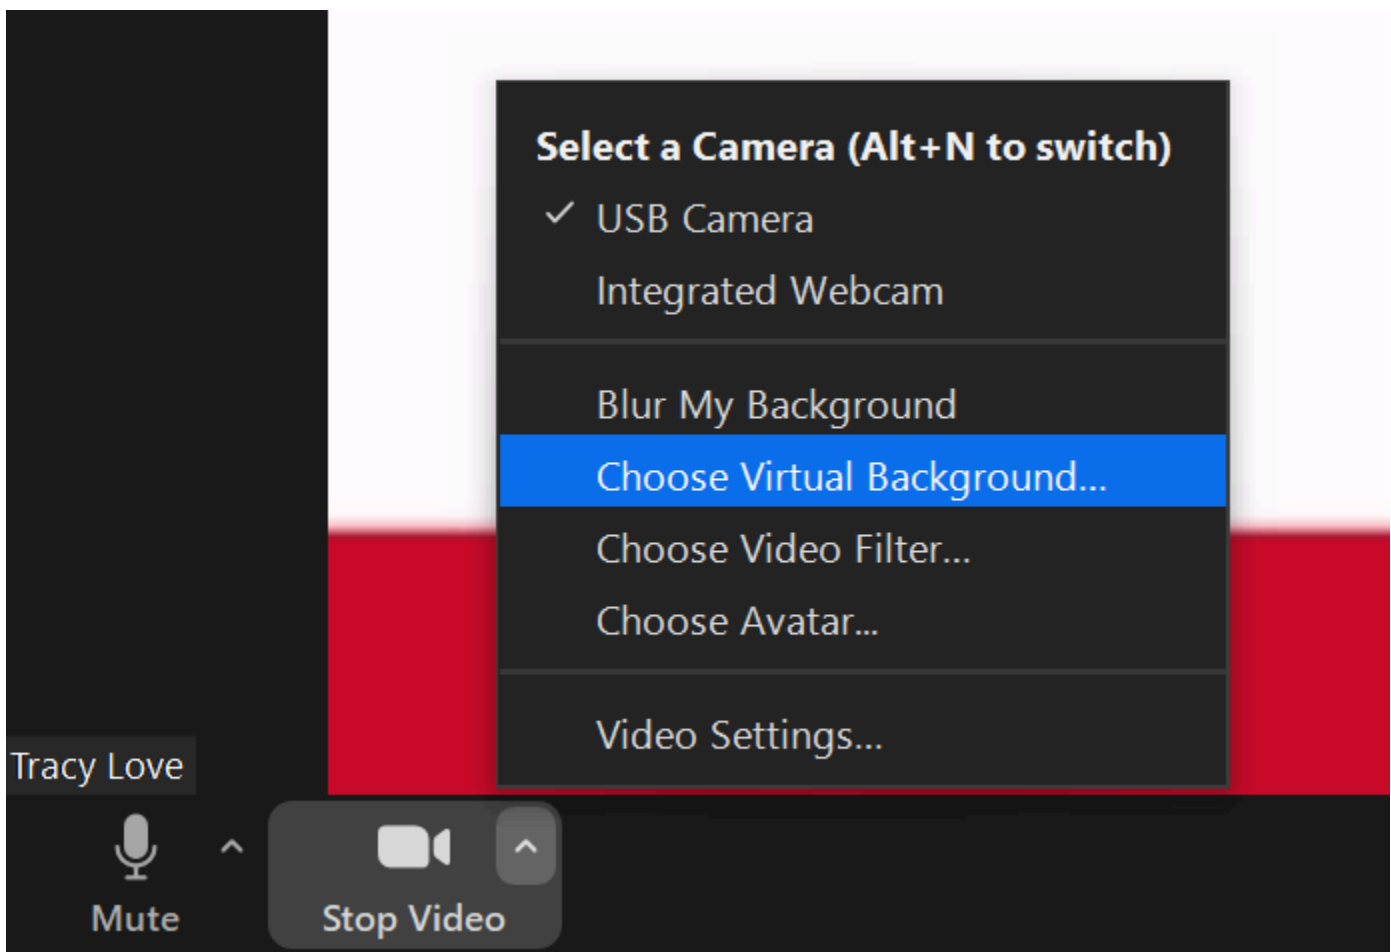 Select a Camera (Alt+N to switch)
USB Camera
Integrated Webcam
Blur My Background
Choose Virtual Background...
Choose Video Filter...
Choose Avatar...
Video Settings...
Tracy Love
Mute
Stop Video